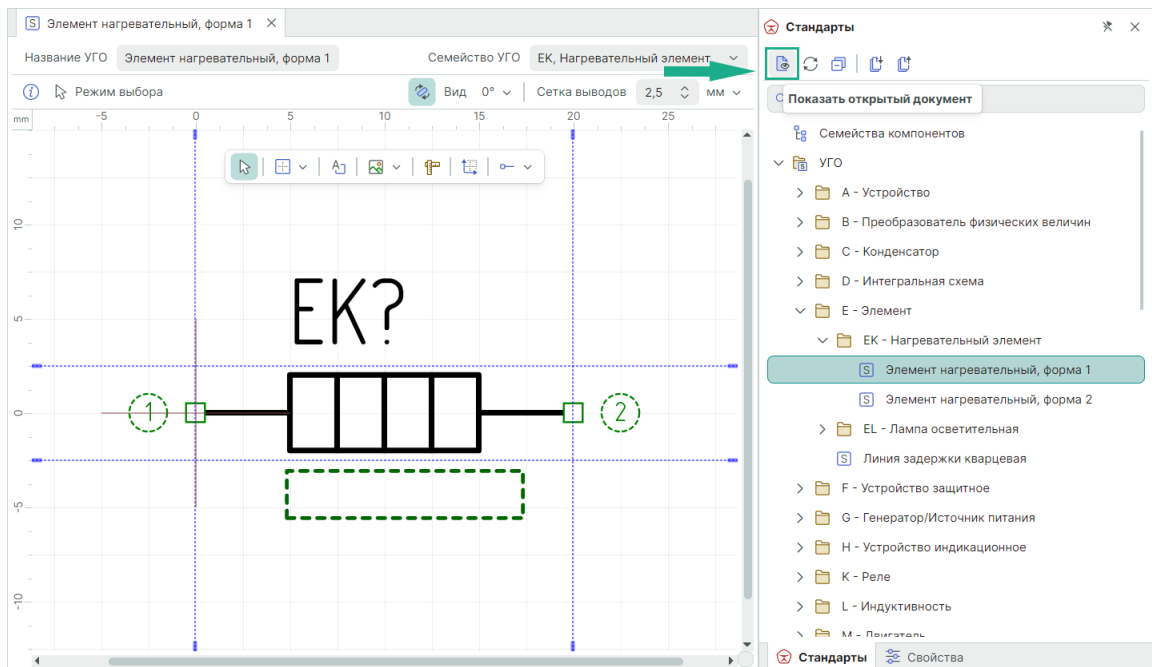 S Элемент нагревательный, форма 1
Название УГО Элемент нагревательный, форма 1 Семейство УГО EK, Нагревательный элемент
Режим выбора Вид 0° Сетка выводов 2,5 мм
mm -5 0 5 10 15 20 25
10
5
0
-5
-10
EK?
1 2
Стандарты
Показать открытый документ
Семейства компонентов
УГО
A - Устройство
B - Преобразователь физических величин
C - Конденсатор
D - Интегральная схема
E - Элемент
EK - Нагревательный элемент
S Элемент нагревательный, форма 1
S Элемент нагревательный, форма 2
EL - Лампа осветительная
S Линия задержки кварцевая
F - Устройство защитное
G - Генератор/Источник питания
H - Устройство индикационное
K - Реле
L - Индуктивность
M - Двигатель
Стандарты Свойства